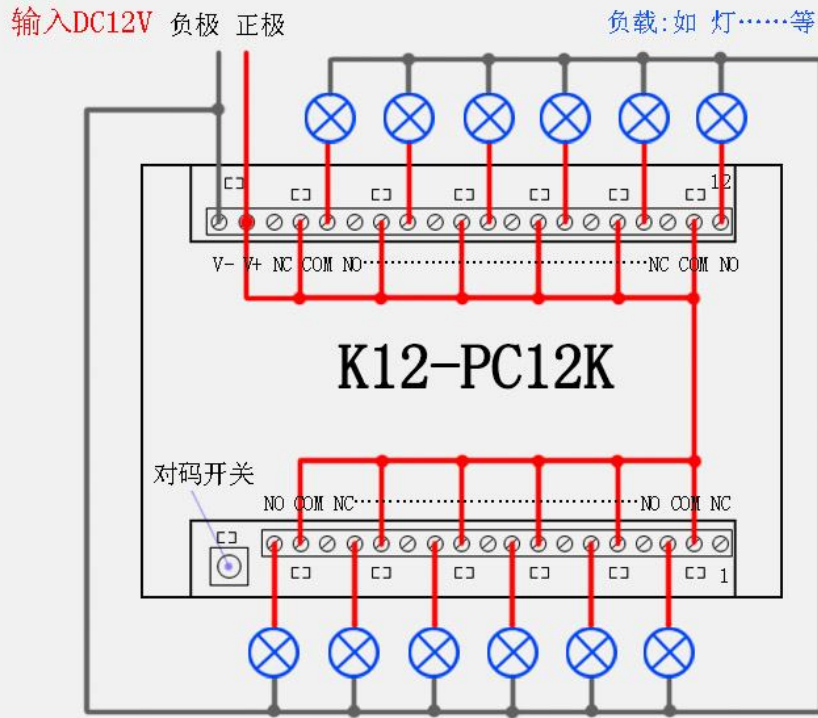 输入DC12V 负极 正极 负载:如 灯……等
12
V- V+ NC COM NO……………………………NC COM NO
K12-PC12K
对码开关
NO COM NC……………………………NO COM NC
1